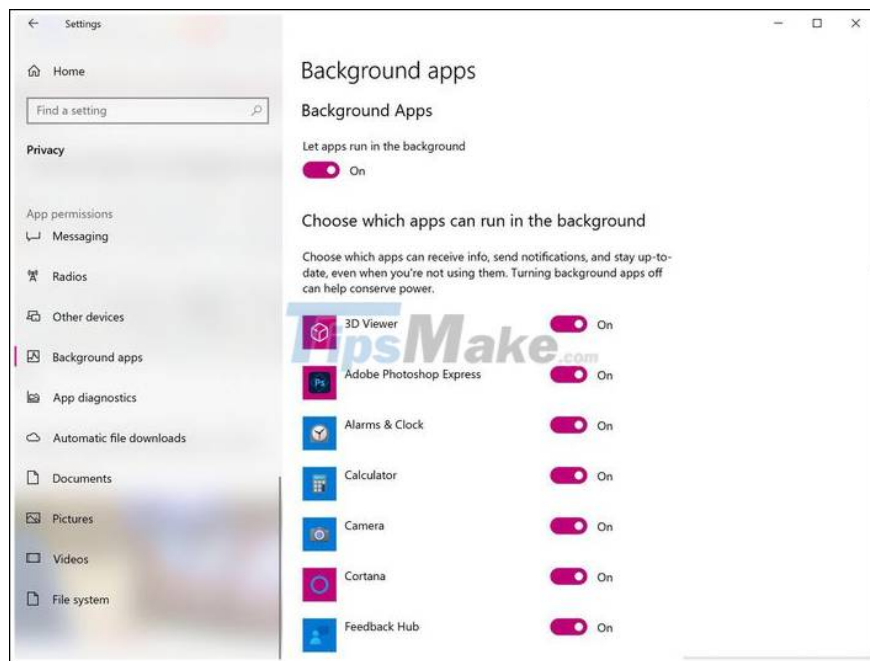 Settings
Home
Find a setting
Privacy
App permissions
Messaging
Radios
Other devices
Background apps
App diagnostics
Automatic file downloads
Documents
Pictures
Videos
File system
Background apps
Background Apps
Let apps run in the background
On
Choose which apps can run in the background
Choose which apps can receive info, send notifications, and stay up-to-
date, even when you're not using them. Turning background apps off
can help conserve power.
TipsMake.com
3D Viewer On
Ps Adobe Photoshop Express On
Alarms & Clock On
Calculator On
Camera On
Cortana On
Feedback Hub On